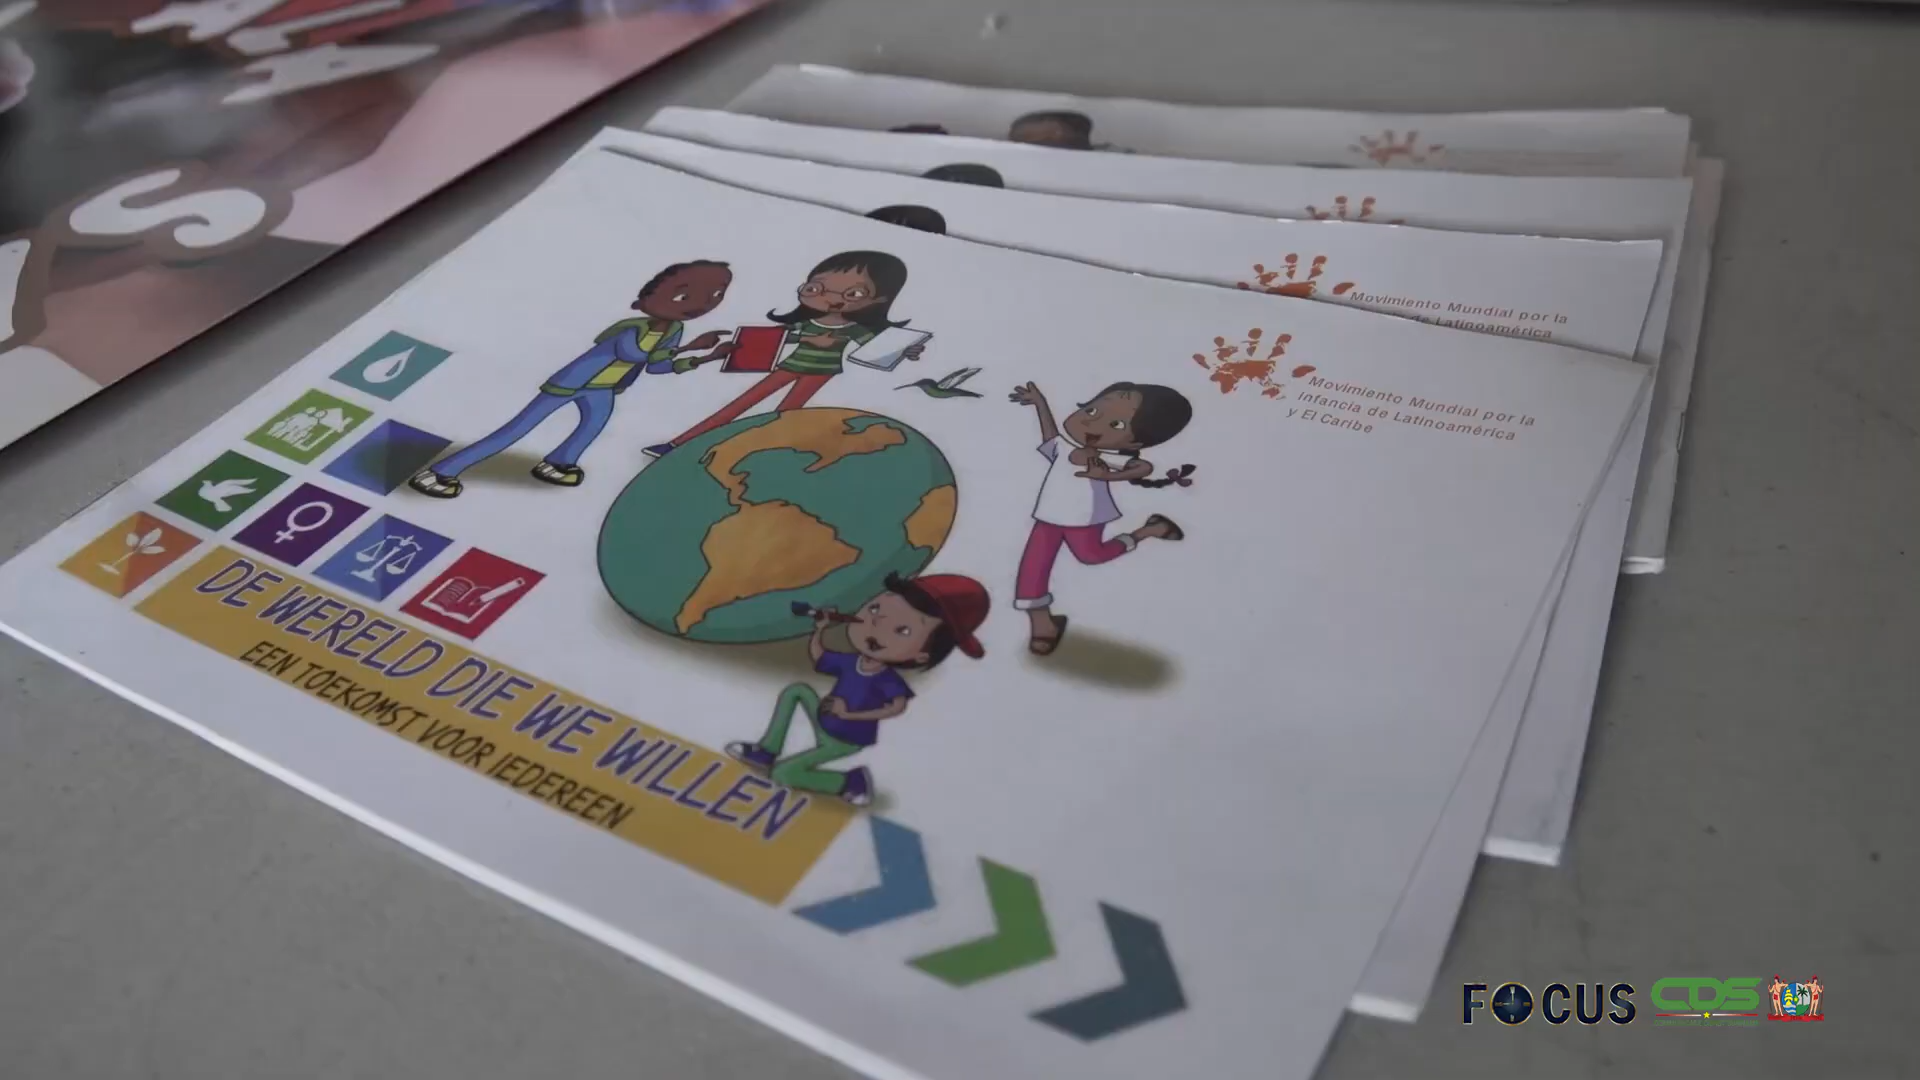 Movimiento Mundial por la
Latinoamérica
Movimiento Mundial por la
Infancia de Latinoamérica
y El Caribe
DE WERELD DIE WE WILLEN
EEN TOEKOMST VOOR IEDEREEN
FOCUS CDS